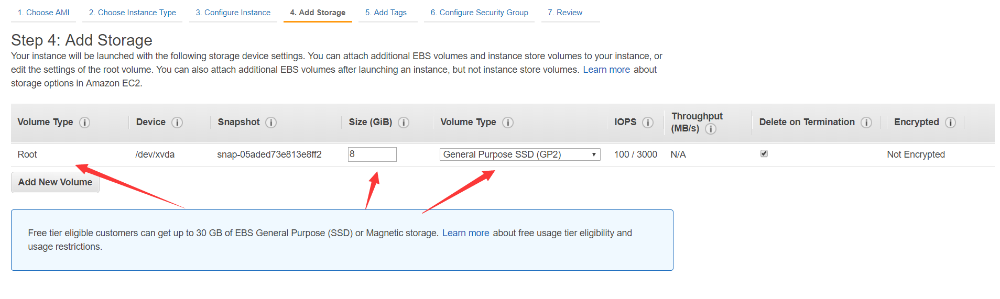 1. Choose AMI 2. Choose Instance Type 3. Configure Instance 4. Add Storage 5. Add Tags 6. Configure Security Group 7. Review
Step 4: Add Storage
Your instance will be launched with the following storage device settings. You can attach additional EBS volumes and instance store volumes to your instance, or
edit the settings of the root volume. You can also attach additional EBS volumes after launching an instance, but not instance store volumes. Learn more about
storage options in Amazon EC2.
Volume Type Device Snapshot Size (GiB) Volume Type IOPS Throughput (MB/s) Delete on Termination Encrypted
Root /dev/xvda snap-05aded73e813e8ff2 8 General Purpose SSD (GP2) 100 / 3000 N/A Not Encrypted
Add New Volume
Free tier eligible customers can get up to 30 GB of EBS General Purpose (SSD) or Magnetic storage. Learn more about free usage tier eligibility and
usage restrictions.